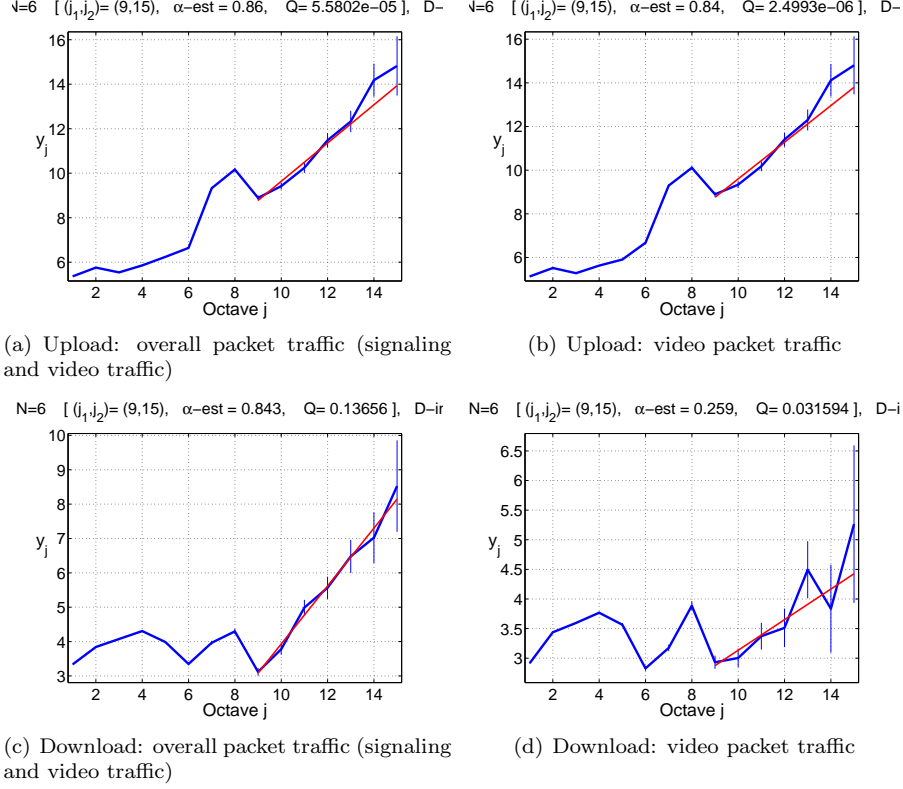 N=6 [ (j1,j2)= (9,15), α-est = 0.86, Q= 5.5802e-05 ], D-
16
14
12
10
8
6
yj
2 4 6 8 10 12 14
Octave j
(a) Upload: overall packet traffic (signaling
and video traffic)
N=6 [ (j1,j2)= (9,15), α-est = 0.84, Q= 2.4993e-06 ], D-
16
14
12
10
8
6
yj
2 4 6 8 10 12 14
Octave j
(b) Upload: video packet traffic
N=6 [ (j1,j2)= (9,15), α-est = 0.843, Q= 0.13656 ], D-ir
10
9
8
7
6
5
4
3
yj
2 4 6 8 10 12 14
Octave j
(c) Download: overall packet traffic (signaling
and video traffic)
N=6 [ (j1,j2)= (9,15), α-est = 0.259, Q= 0.031594 ], D-i
6.5
6
5.5
5
4.5
4
3.5
3
yj
2 4 6 8 10 12 14
Octave j
(d) Download: video packet traffic